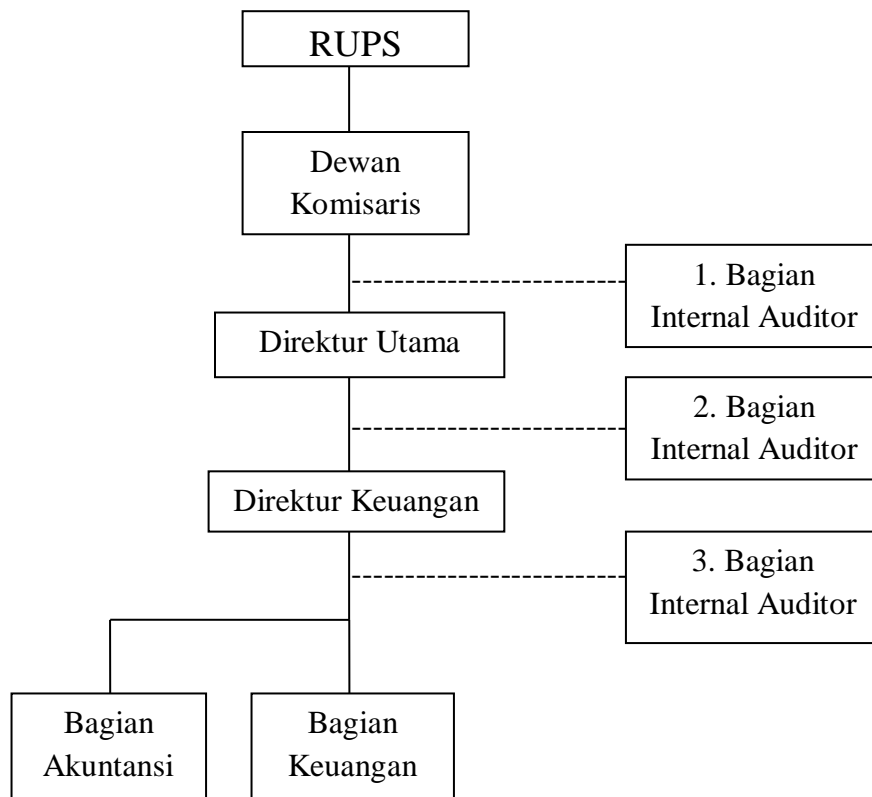 RUPS
Dewan
Komisaris
1. Bagian
Internal Auditor
Direktur Utama
2. Bagian
Internal Auditor
Direktur Keuangan
3. Bagian
Internal Auditor
Bagian
Akuntansi
Bagian
Keuangan